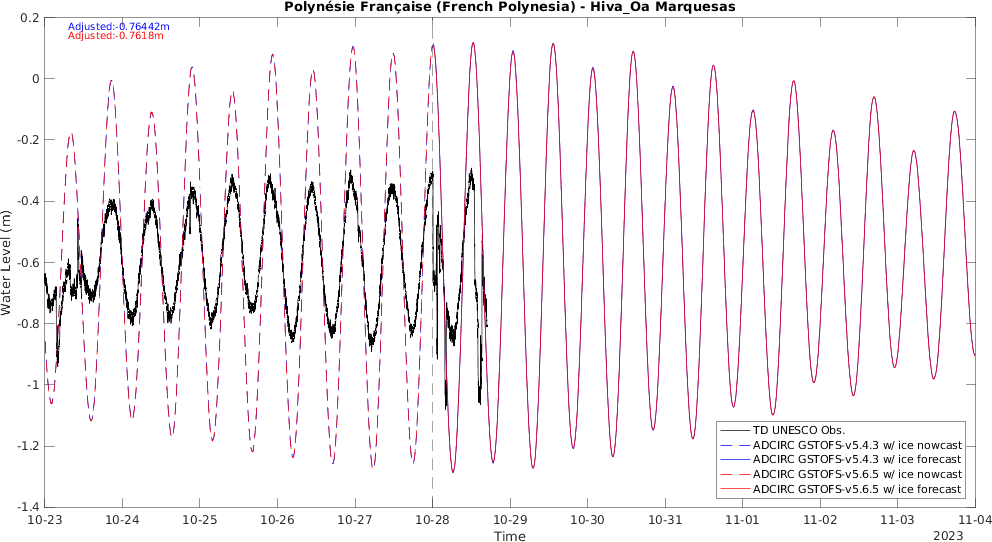 Polynésie Française (French Polynesia) - Hiva_Oa Marquesas
Adjusted:-0.76442m
Adjusted:-0.7618m
Water Level (m)
0.2
0
-0.2
-0.4
-0.6
-0.8
-1
-1.2
-1.4
TD UNESCO Obs.
ADCIRC GSTOFS-v5.4.3 w/ ice nowcast
ADCIRC GSTOFS-v5.4.3 w/ ice forecast
ADCIRC GSTOFS-v5.6.5 w/ ice nowcast
ADCIRC GSTOFS-v5.6.5 w/ ice forecast
10-23 10-24 10-25 10-26 10-27 10-28 10-29 10-30 10-31 11-01 11-02 11-03 11-04
Time
2023